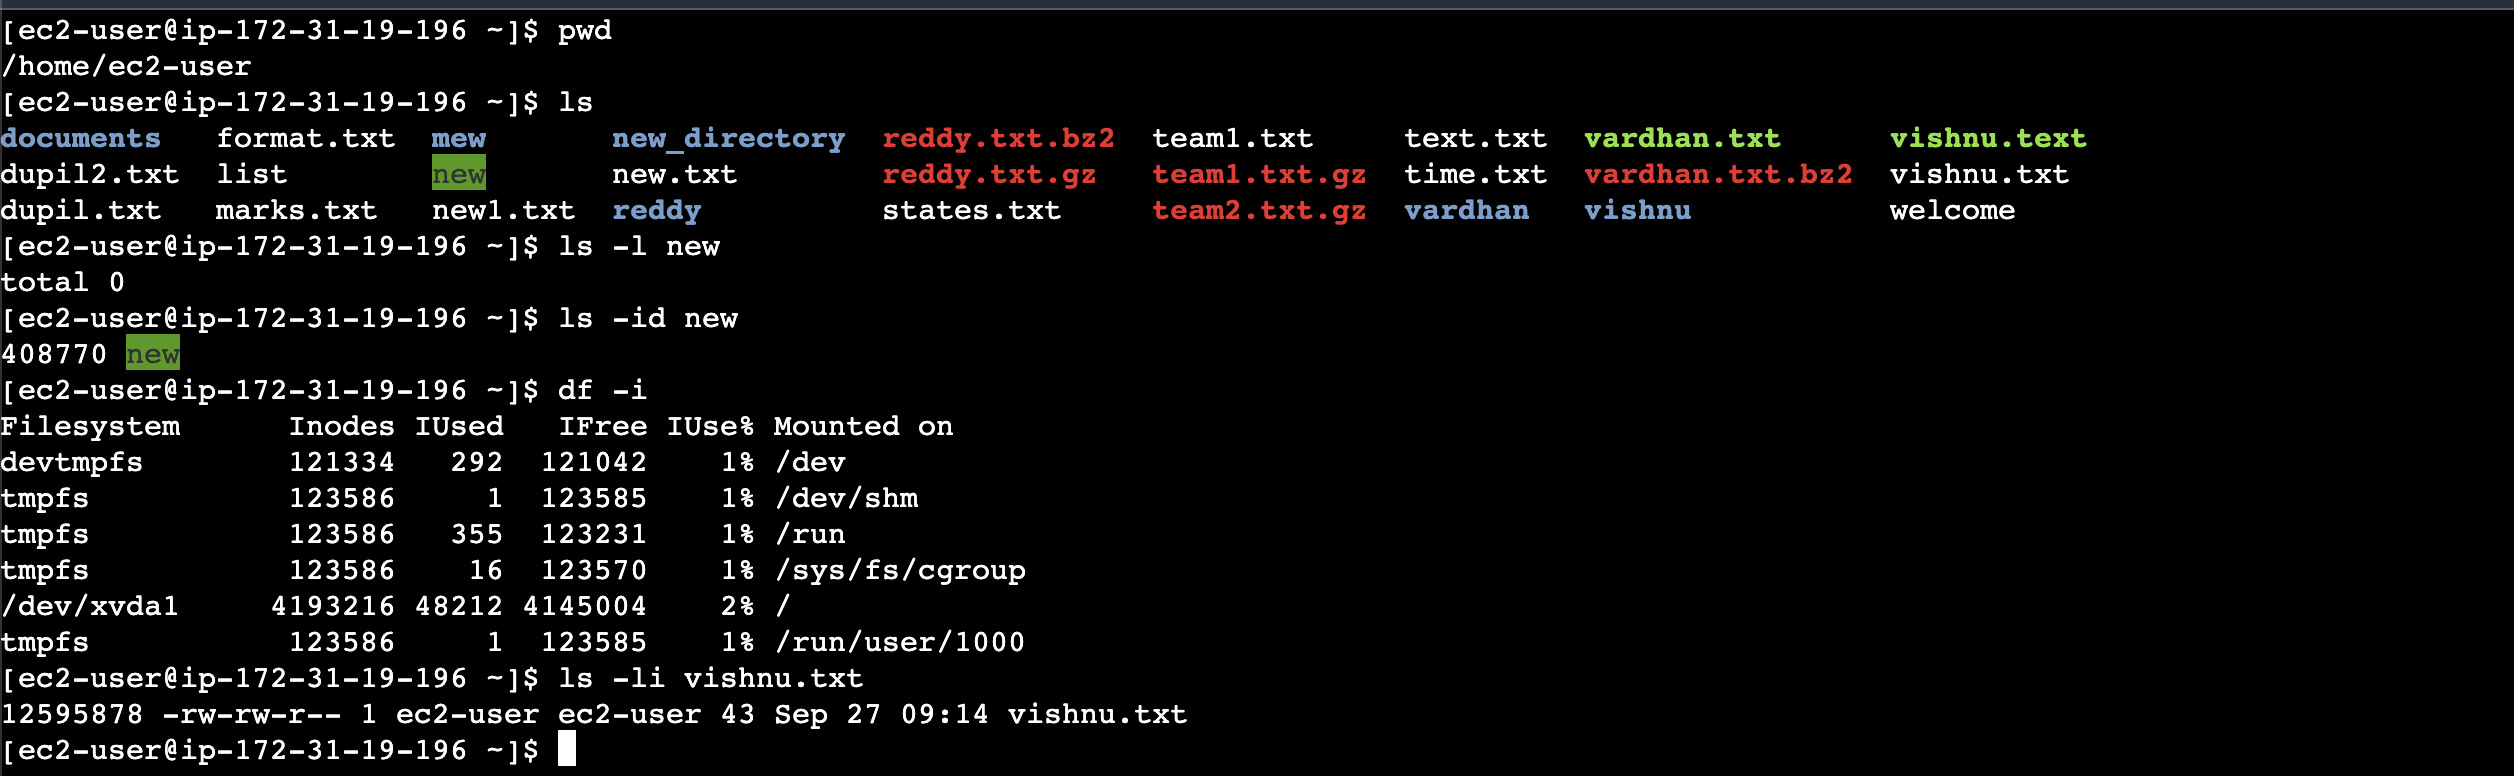 [ec2-user@ip-172-31-19-196 ~]$ pwd
/home/ec2-user
[ec2-user@ip-172-31-19-196 ~]$ ls
documents   format.txt  mew       new_directory  reddy.txt.bz2  team1.txt     text.txt  vardhan.txt      vishnu.text
dupil2.txt  list        new       new.txt        reddy.txt.gz   team1.txt.gz  time.txt  vardhan.txt.bz2  vishnu.txt
dupil.txt   marks.txt   new1.txt  reddy          states.txt     team2.txt.gz  vardhan   vishnu           welcome
[ec2-user@ip-172-31-19-196 ~]$ ls -l new
total 0
[ec2-user@ip-172-31-19-196 ~]$ ls -id new
408770 new
[ec2-user@ip-172-31-19-196 ~]$ df -i
Filesystem      Inodes IUsed   IFree IUse% Mounted on
devtmpfs        121334   292  121042    1% /dev
tmpfs           123586     1  123585    1% /dev/shm
tmpfs           123586   355  123231    1% /run
tmpfs           123586    16  123570    1% /sys/fs/cgroup
/dev/xvda1     4193216 48212 4145004    2% /
tmpfs           123586     1  123585    1% /run/user/1000
[ec2-user@ip-172-31-19-196 ~]$ ls -li vishnu.txt
12595878 -rw-rw-r-- 1 ec2-user ec2-user 43 Sep 27 09:14 vishnu.txt
[ec2-user@ip-172-31-19-196 ~]$